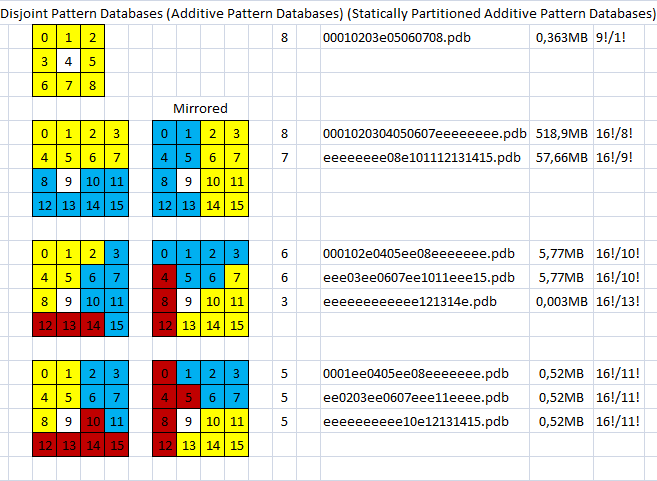 Disjoint Pattern Databases (Additive Pattern Databases) (Statically Partitioned Additive Pattern Databases)
0 1 2 8 00010203e05060708.pdb 0,363MB 9!/1!
3 4 5
6 7 8
Mirrored
0 1 2 3 0 1 2 3 8 0001020304050607eeeeeeee.pdb 518,9MB 16!/8!
4 5 6 7 4 5 6 7 7 eeeeeeee08e101112131415.pdb 57,66MB 16!/9!
8 9 10 11 8 9 10 11
12 13 14 15 12 13 14 15
0 1 2 3 0 1 2 3 6 000102e0405ee08eeeeeee.pdb 5,77MB 16!/10!
4 5 6 7 4 5 6 7 6 eee03ee0607ee1011eee15.pdb 5,77MB 16!/10!
8 9 10 11 8 9 10 11 3 eeeeeeeeeeee121314e.pdb 0,003MB 16!/13!
12 13 14 15 12 13 14 15
0 1 2 3 0 1 2 3 5 0001ee0405ee08eeeeeee.pdb 0,52MB 16!/11!
4 5 6 7 4 5 6 7 5 ee0203ee0607eee11eeee.pdb 0,52MB 16!/11!
8 9 10 11 8 9 10 11 5 eeeeeeeeee10e12131415.pdb 0,52MB 16!/11!
12 13 14 15 12 13 14 15